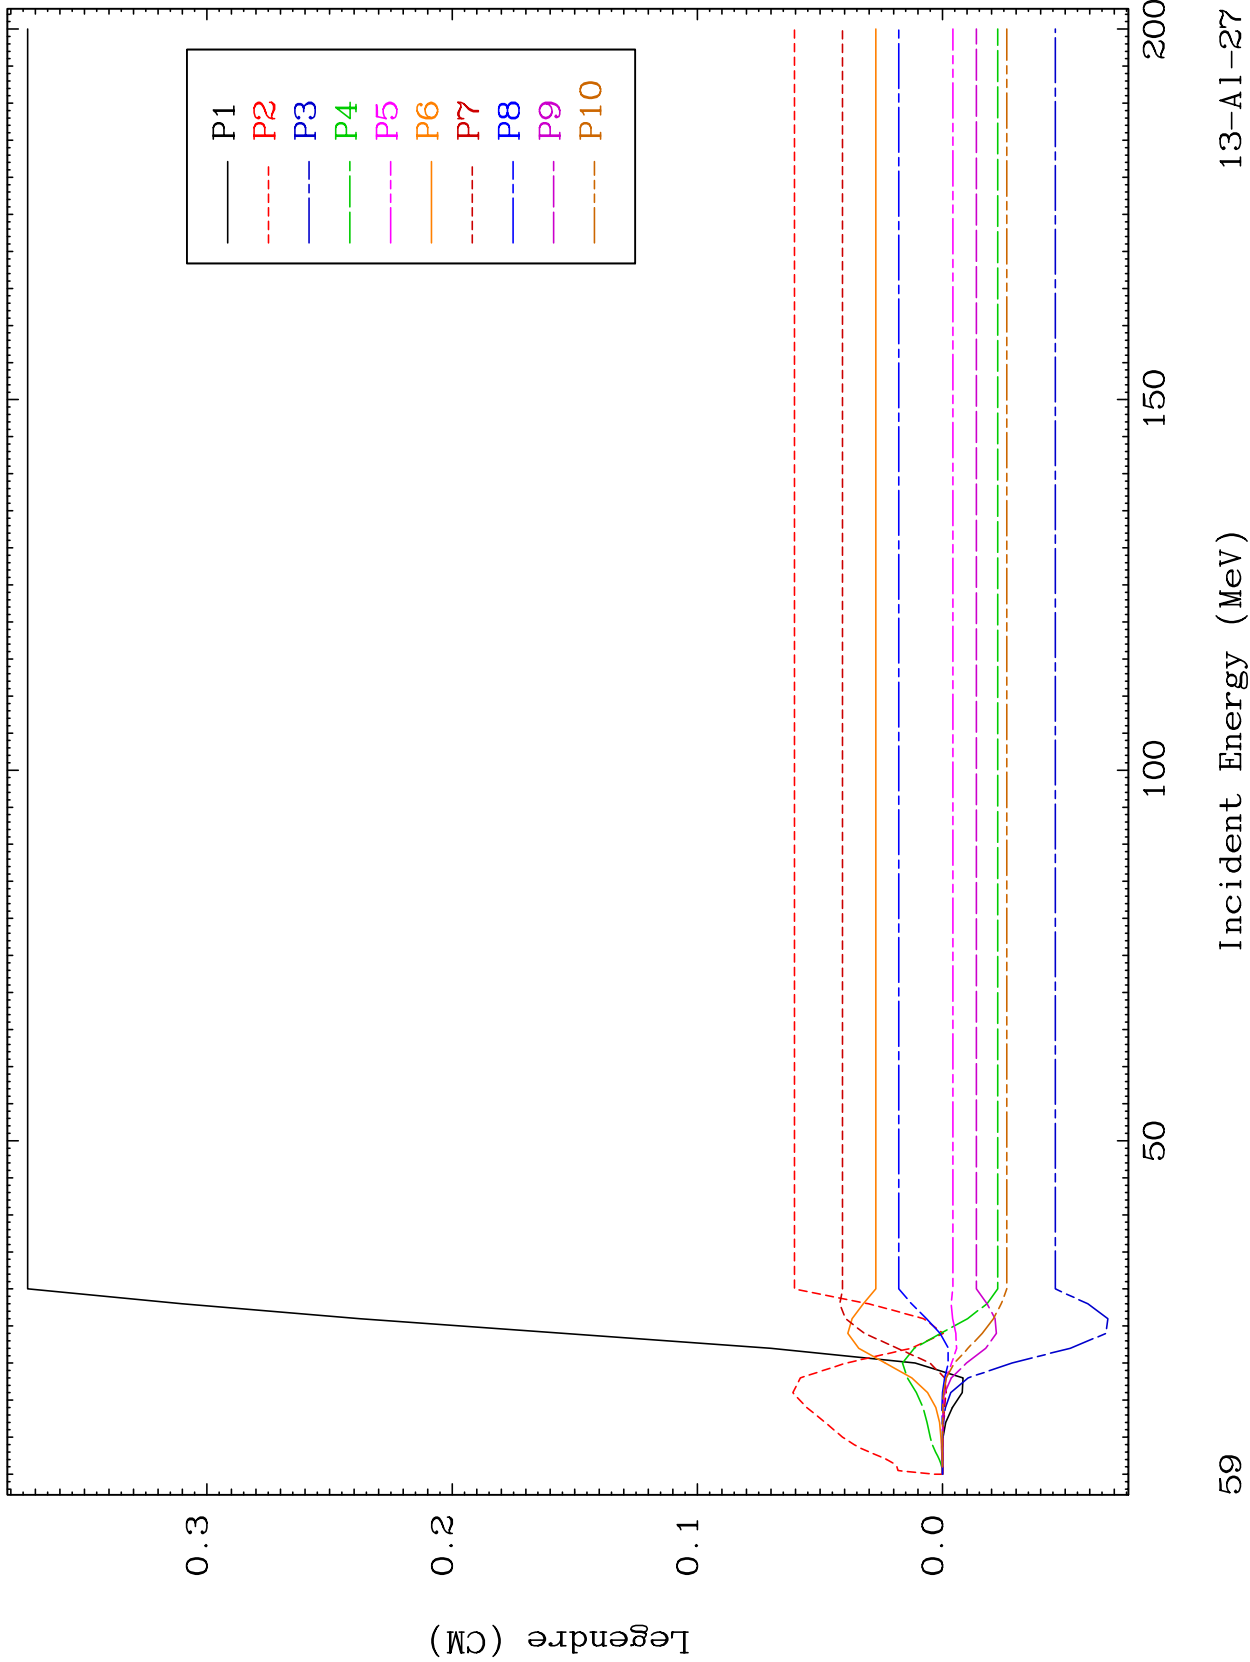 P1
P2
P3
P4
P5
P6
P7
P8
P9
P10
0.3
0.2
0.1
0.0
Legendre (CM)
50
100
150
200
Incident Energy (MeV)
59
13-Al-27